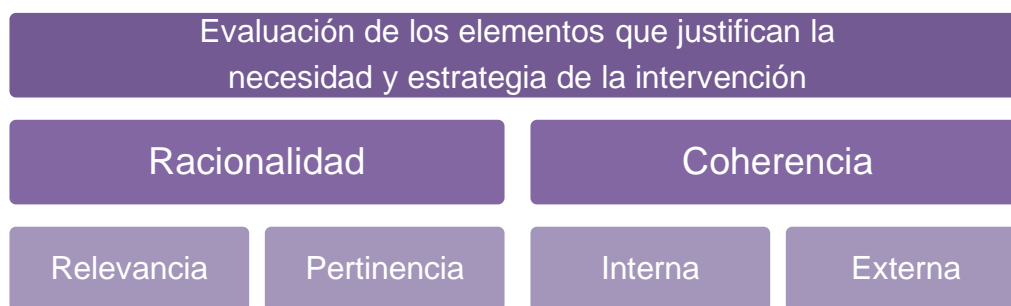 Evaluación de los elementos que justifican la
necesidad y estrategia de la intervención
Racionalidad
Coherencia
Relevancia
Pertinencia
Interna
Externa